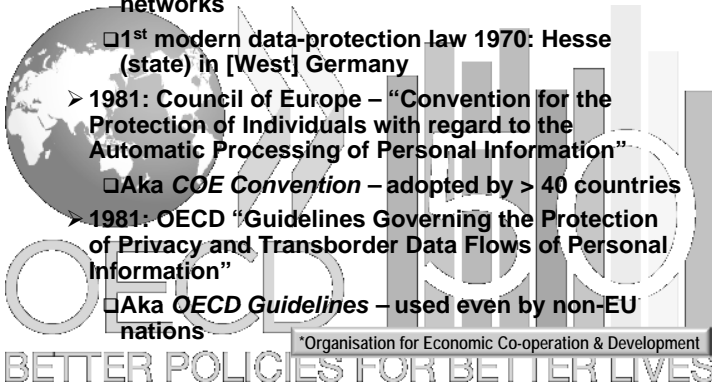 networks
❑1st modern data-protection law 1970: Hesse
(state) in [West] Germany
➢ 1981: Council of Europe – “Convention for the
Protection of Individuals with regard to the
Automatic Processing of Personal Information”
❑Aka COE Convention – adopted by > 40 countries
➢ 1981: OECD “Guidelines Governing the Protection
of Privacy and Transborder Data Flows of Personal
Information”
❑Aka OECD Guidelines – used even by non-EU
nations
*Organisation for Economic Co-operation & Development
OECD 50
BETTER POLICIES FOR BETTER LIVES